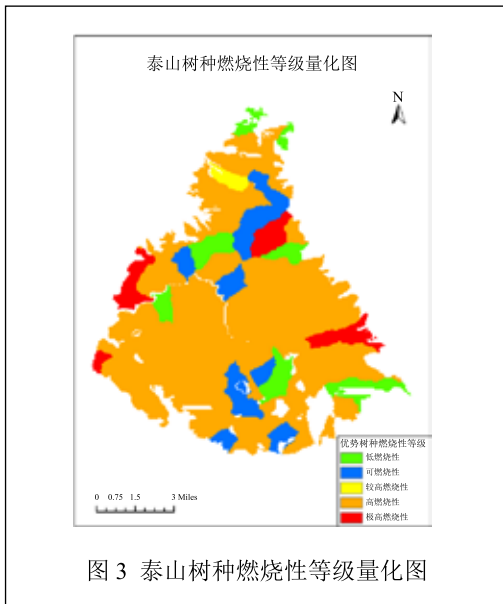 泰山树种燃烧性等级量化图
N
优势树种燃烧性等级
低燃烧性
可燃烧性
较高燃烧性
高燃烧性
极高燃烧性
0 0.75 1.5 3 Miles
图 3 泰山树种燃烧性等级量化图